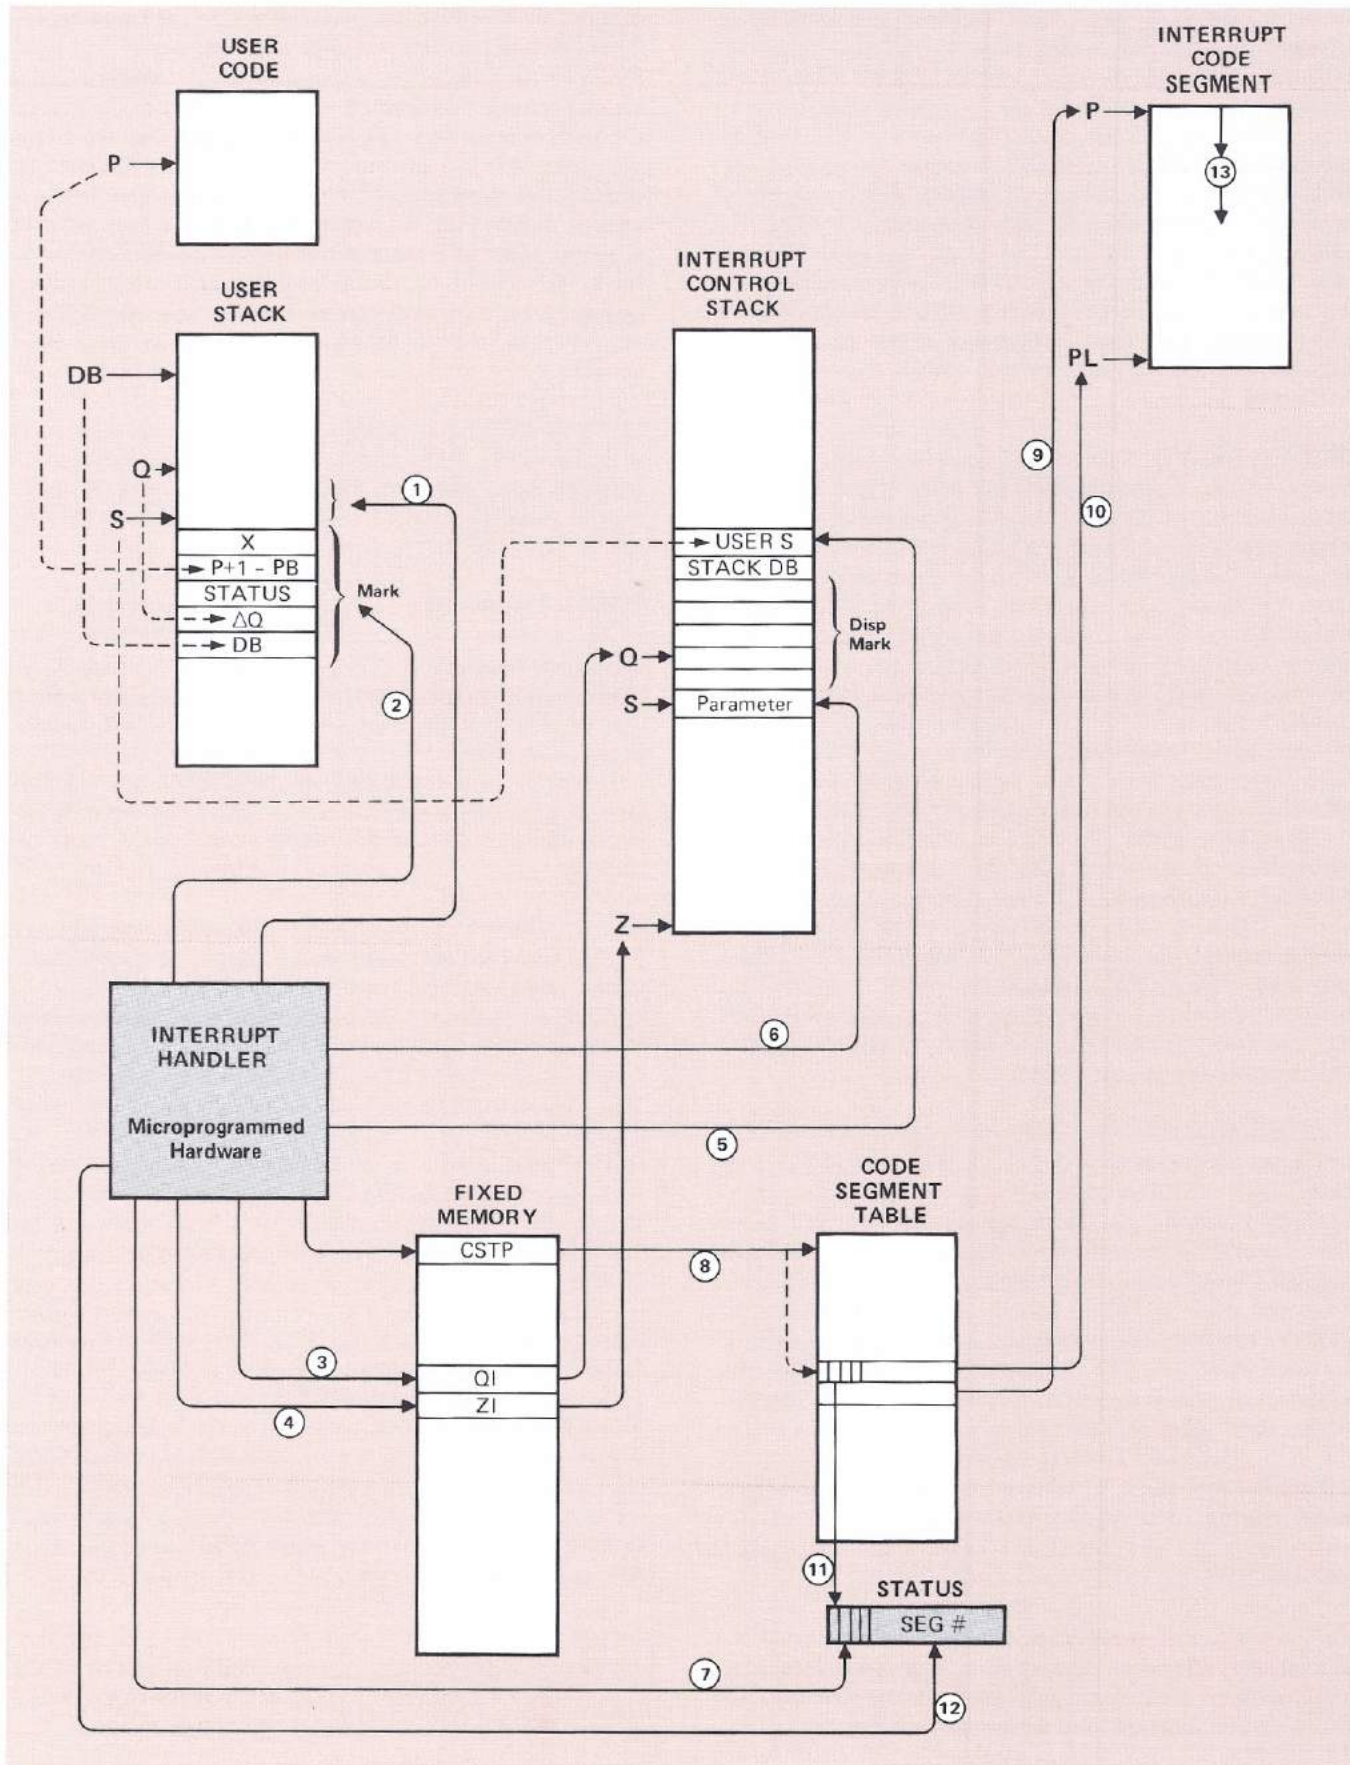 USER
CODE
P
USER
STACK
DB
Q
S
X
P+1 - PB
STATUS
ΔQ
DB
Mark
1
2
INTERRUPT
CONTROL
STACK
USER S
STACK DB
Disp
Mark
Q
S
Parameter
Z
INTERRUPT
CODE
SEGMENT
P
13
PL
9
10
INTERRUPT
HANDLER
Microprogrammed
Hardware
6
5
FIXED
MEMORY
CSTP
QI
ZI
3
4
8
CODE
SEGMENT
TABLE
11
STATUS
SEG #
7
12